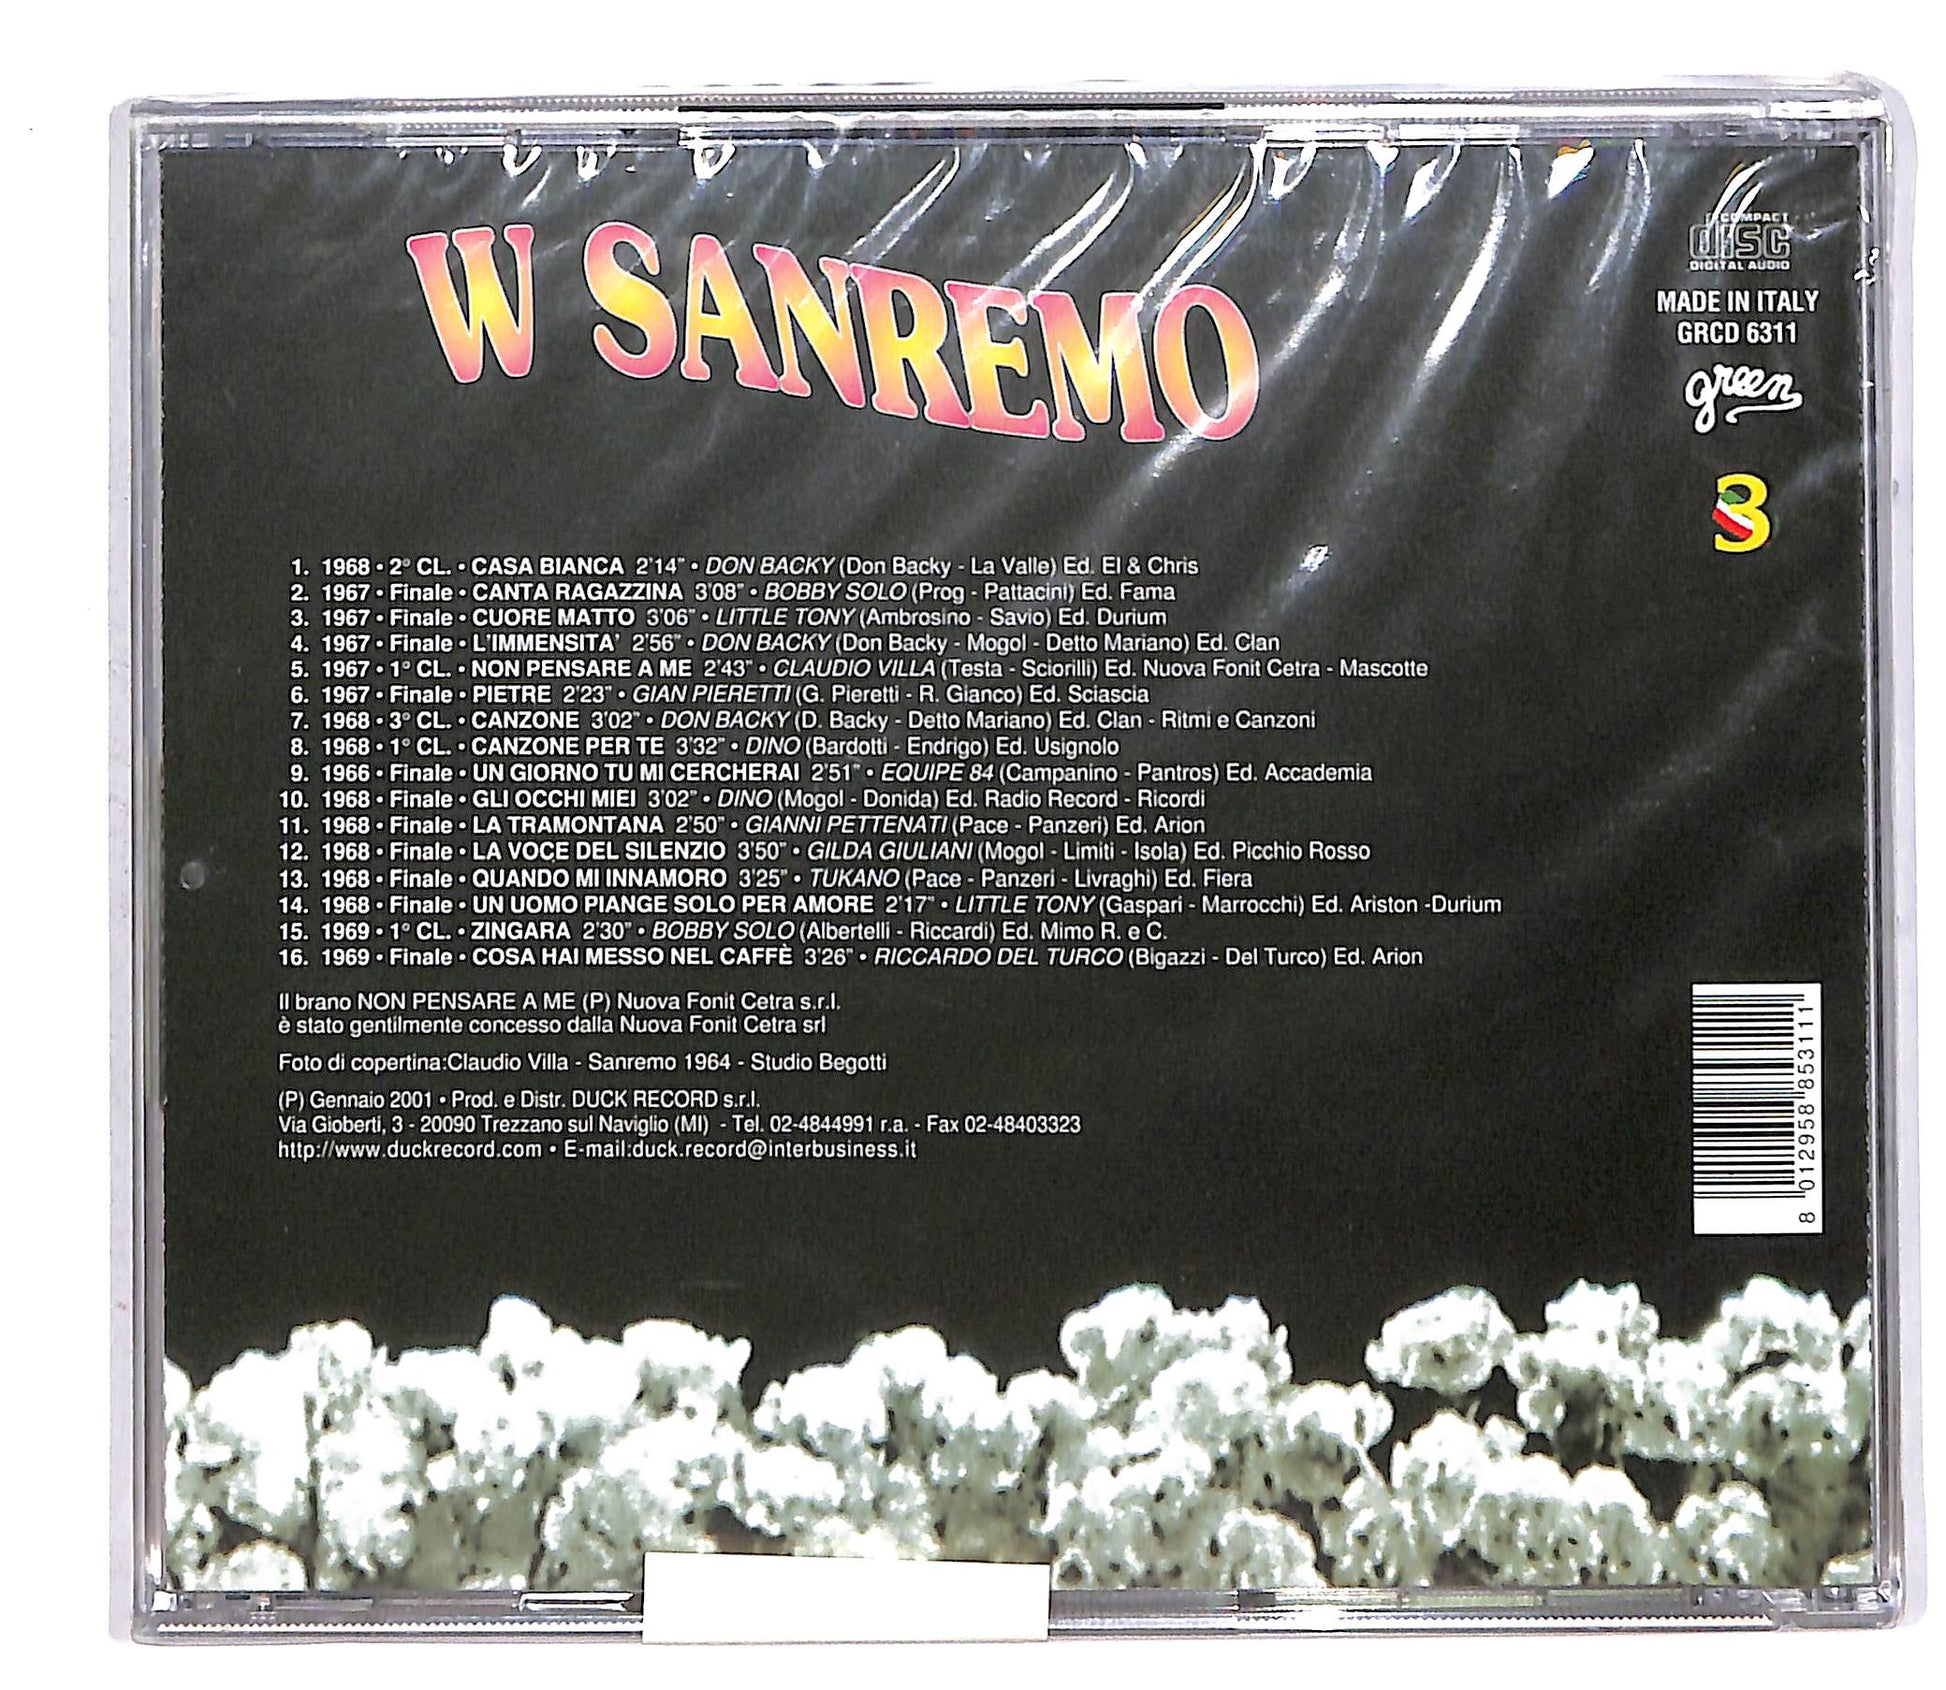 W SANREMO
COMPACT
disc
DIGITAL AUDIO
MADE IN ITALY
GRCD 6311
green
3
1. 1968 • 2° CL. • CASA BIANCA 2'14" • DON BACKY (Don Backy - La Valle) Ed. El & Chris
2. 1967 • Finale • CANTA RAGAZZINA 3'08" • BOBBY SOLO (Prog - Pattacini) Ed. Fama
3. 1967 • Finale • CUORE MATTO 3'06" • LITTLE TONY (Ambrosino - Savio) Ed. Durium
4. 1967 • Finale • L'IMMENSITA' 2'56" • DON BACKY (Don Backy - Mogol - Detto Mariano) Ed. Clan
5. 1967 • 1° CL. • NON PENSARE A ME 2'43" • CLAUDIO VILLA (Testa - Sciorilli) Ed. Nuova Fonit Cetra - Mascotte
6. 1967 • Finale • PIETRE 2'23" • GIAN PIERETTI (G. Pieretti - R. Gianco) Ed. Sciascia
7. 1968 • 3° CL. • CANZONE 3'02" • DON BACKY (D. Backy - Detto Mariano) Ed. Clan - Ritmi e Canzoni
8. 1968 • 1° CL. • CANZONE PER TE 3'32" • DINO (Bardotti - Endrigo) Ed. Usignolo
9. 1966 • Finale • UN GIORNO TU MI CERCHERAI 2'51" • EQUIPE 84 (Campanino - Pantros) Ed. Accademia
10. 1968 • Finale • GLI OCCHI MIEI 3'02" • DINO (Mogol - Donida) Ed. Radio Record - Ricordi
11. 1968 • Finale • LA TRAMONTANA 2'50" • GIANNI PETTENATI (Pace - Panzeri) Ed. Arion
12. 1968 • Finale • LA VOCE DEL SILENZIO 3'50" • GILDA GIULIANI (Mogol - Limiti - Isola) Ed. Picchio Rosso
13. 1968 • Finale • QUANDO MI INNAMORO 3'25" • TUKANO (Pace - Panzeri - Livraghi) Ed. Fiera
14. 1968 • Finale • UN UOMO PIANGE SOLO PER AMORE 2'17" • LITTLE TONY (Gaspari - Marrocchi) Ed. Ariston -Durium
15. 1969 • 1° CL. • ZINGARA 2'30" • BOBBY SOLO (Albertelli - Riccardi) Ed. Mimo R. e C.
16. 1969 • Finale • COSA HAI MESSO NEL CAFFÈ 3'26" • RICCARDO DEL TURCO (Bigazzi - Del Turco) Ed. Arion
Il brano NON PENSARE A ME (P) Nuova Fonit Cetra s.r.l.
è stato gentilmente concesso dalla Nuova Fonit Cetra srl
Foto di copertina:Claudio Villa - Sanremo 1964 - Studio Begotti
(P) Gennaio 2001 • Prod. e Distr. DUCK RECORD s.r.l.
Via Gioberti, 3 - 20090 Trezzano sul Naviglio (MI) - Tel. 02-4844991 r.a. - Fax 02-48403323
http://www.duckrecord.com • E-mail:duck.record@interbusiness.it
8 012958 853111